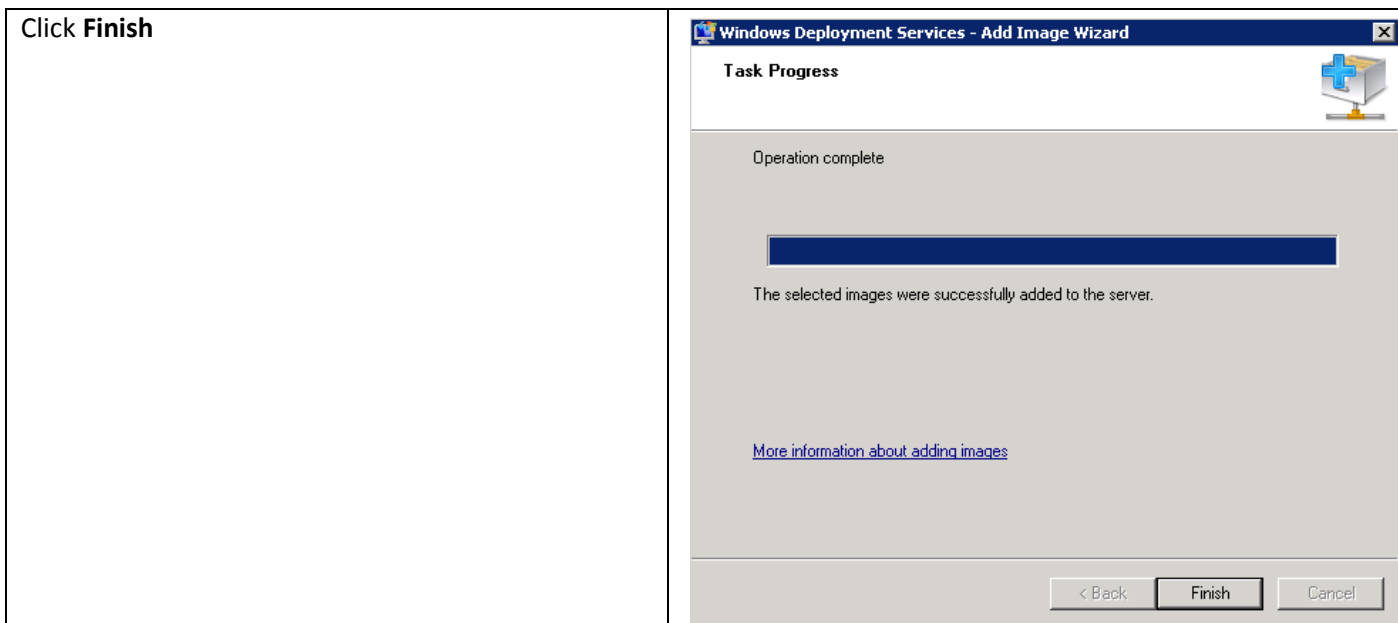 Click Finish
Windows Deployment Services - Add Image Wizard
Task Progress
Operation complete
The selected images were successfully added to the server.
More information about adding images
< Back Finish Cancel